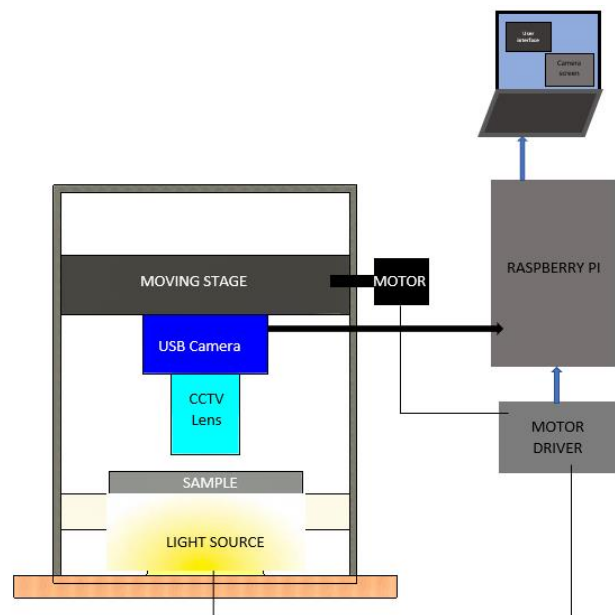 User
interface
Camera
screen
RASPBERRY PI
MOVING STAGE
MOTOR
USB Camera
CCTV
Lens
MOTOR
DRIVER
SAMPLE
LIGHT SOURCE